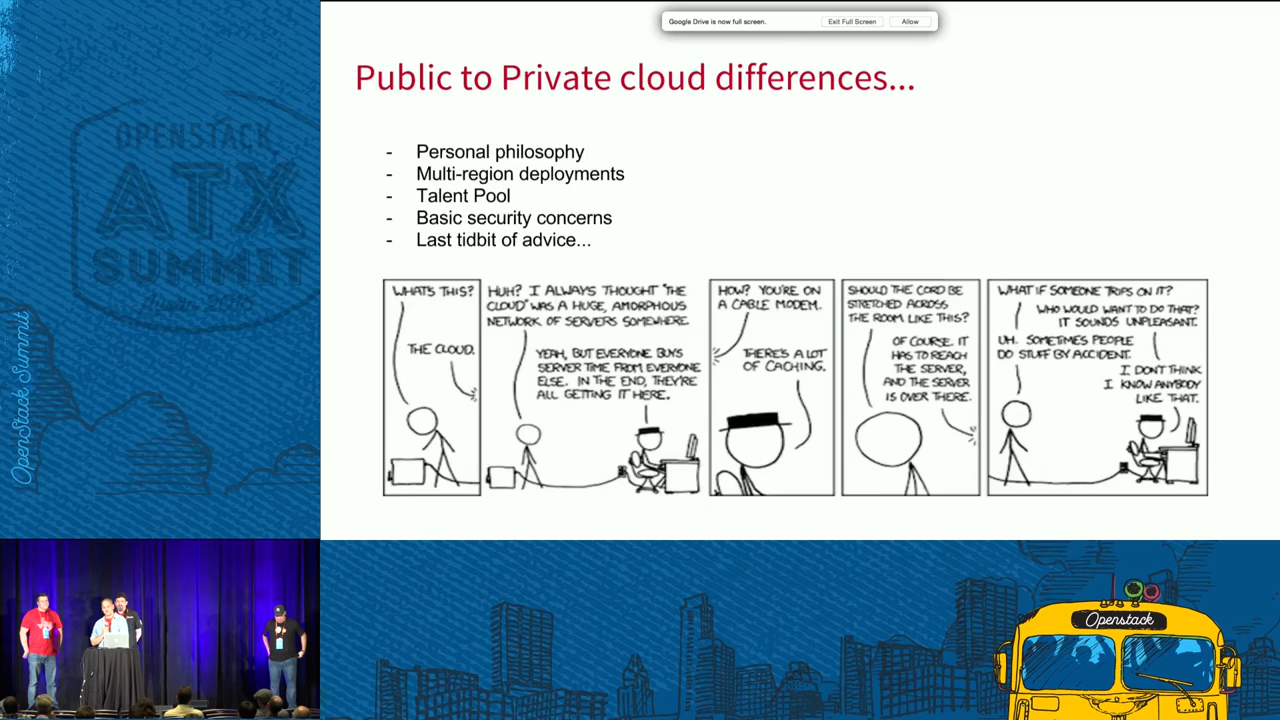 Google Drive is now full screen.
Exit Full Screen
Allow
Public to Private cloud differences...
- Personal philosophy
- Multi-region deployments
- Talent Pool
- Basic security concerns
- Last tidbit of advice...
WHAT'S THIS?
THE CLOUD.
HUH? I ALWAYS THOUGHT "THE
CLOUD" WAS A HUGE, AMORPHOUS
NETWORK OF SERVERS SOMEWHERE.
YEAH, BUT EVERYONE BUYS
SERVER TIME FROM EVERYONE
ELSE. IN THE END, THEY'RE
ALL GETTING IT HERE.
HOW? YOU'RE ON
A CABLE MODEM.
THERE'S A LOT
OF CACHING.
SHOULD THE CORD BE
STRETCHED ACROSS
THE ROOM LIKE THIS?
OF COURSE. IT
HAS TO REACH
THE SERVER,
AND THE SERVER
IS OVER THERE.
WHAT IF SOMEONE TRIPS ON IT?
WHO WOULD WANT TO DO THAT?
IT SOUNDS UNPLEASANT.
UH. SOMETIMES PEOPLE
DO STUFF BY ACCIDENT.
I DON'T THINK
I KNOW ANYBODY
LIKE THAT.
OPENSTACK
ATX
SUMMIT
OpenStack Summit
Openstack